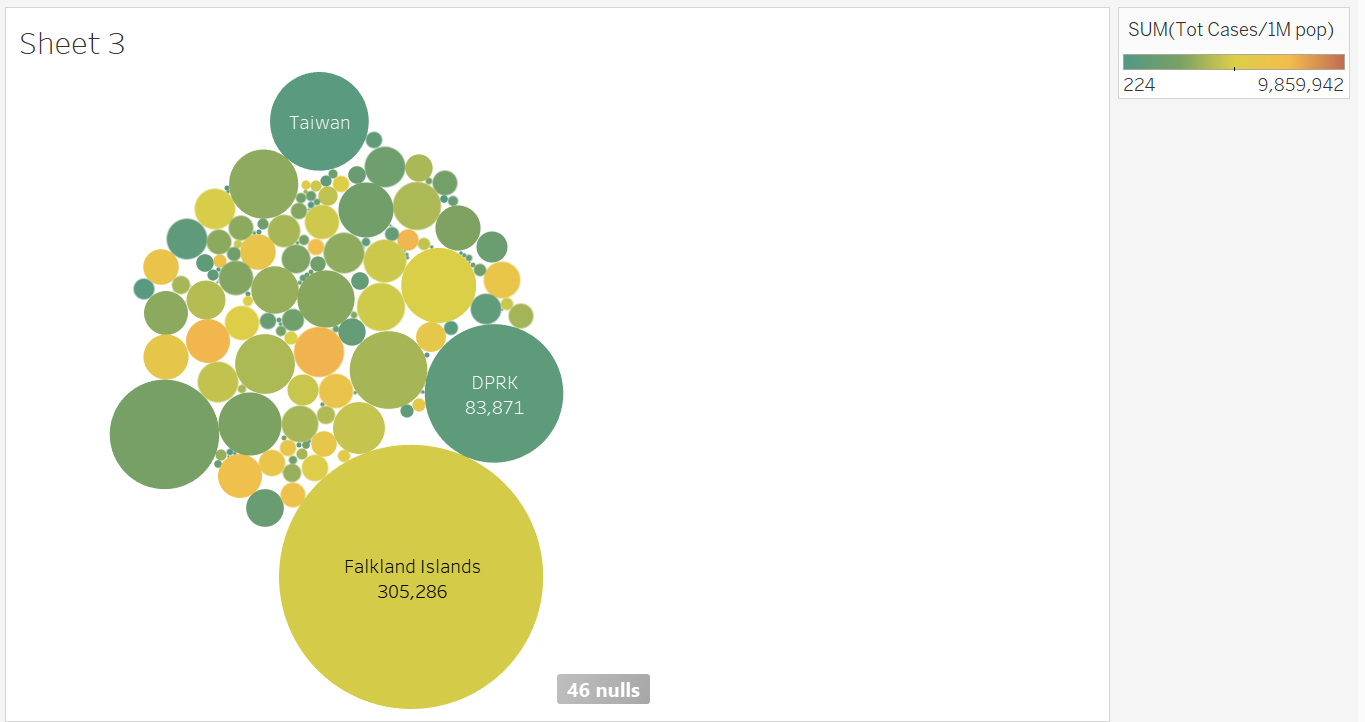 Sheet 3
SUM(Tot Cases/1M pop)
224
9,859,942
Taiwan
DPRK
83,871
Falkland Islands
305,286
46 nulls